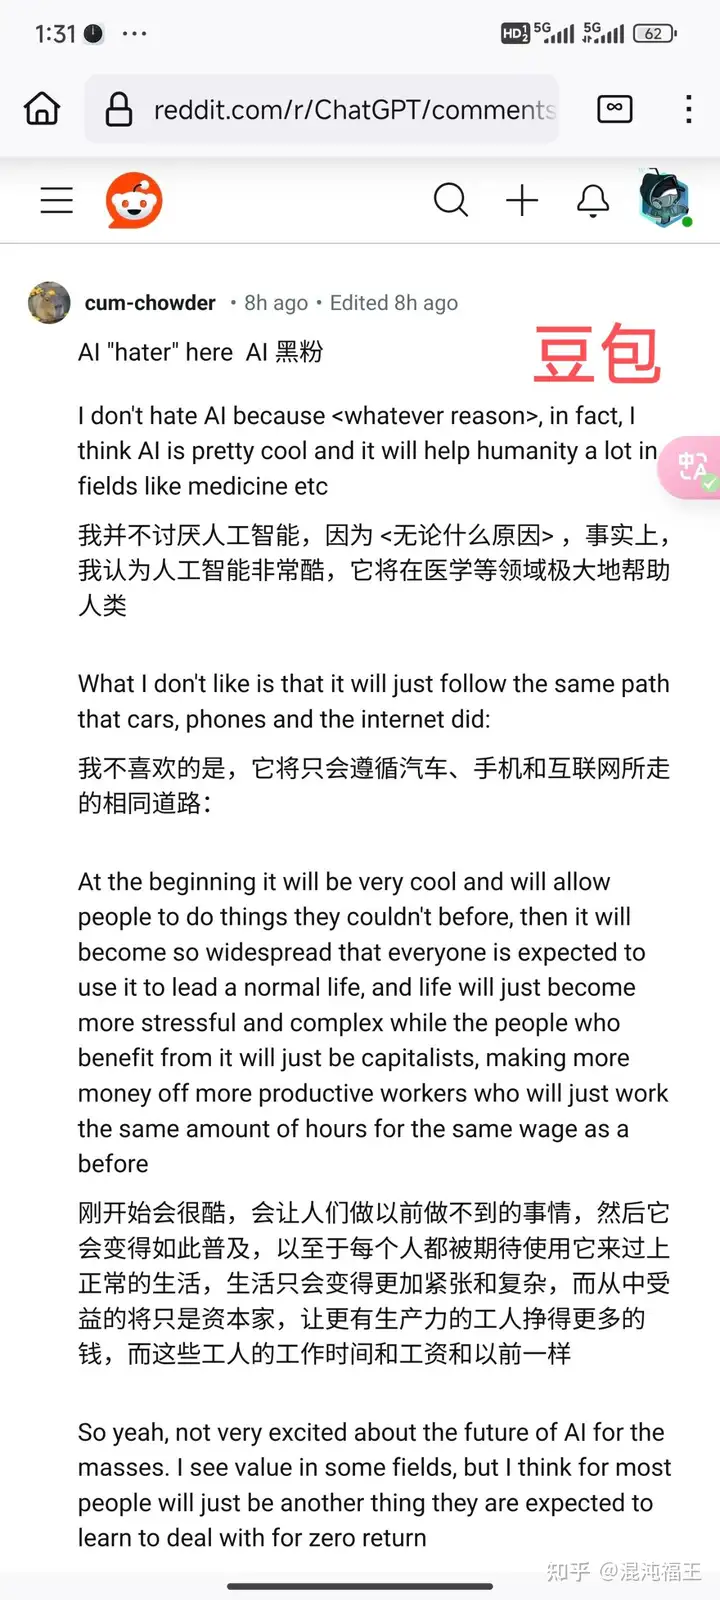 1:31 ...
HD 1 2 5G 5G 62
reddit.com/r/ChatGPT/comments
cum-chowder • 8h ago • Edited 8h ago
AI "hater" here AI 黑粉
豆包
I don't hate AI because <whatever reason>, in fact, I
think AI is pretty cool and it will help humanity a lot in
fields like medicine etc
中A
我并不讨厌人工智能，因为 <无论什么原因> ，事实上，
我认为人工智能非常酷，它将在医学等领域极大地帮助
人类
What I don't like is that it will just follow the same path
that cars, phones and the internet did:
我不喜欢的是，它将只会遵循汽车、手机和互联网所走
的相同道路：
At the beginning it will be very cool and will allow
people to do things they couldn't before, then it will
become so widespread that everyone is expected to
use it to lead a normal life, and life will just become
more stressful and complex while the people who
benefit from it will just be capitalists, making more
money off more productive workers who will just work
the same amount of hours for the same wage as a
before
刚开始会很酷，会让人们做以前做不到的事情，然后它
会变得如此普及，以至于每个人都被期待使用它来过上
正常的生活，生活只会变得更加紧张和复杂，而从中受
益的将只是资本家，让更有生产力的工人挣得更多的
钱，而这些工人的工作时间和工资和以前一样
So yeah, not very excited about the future of AI for the
masses. I see value in some fields, but I think for most
people will just be another thing they are expected to
learn to deal with for zero return
知乎 @混沌福王